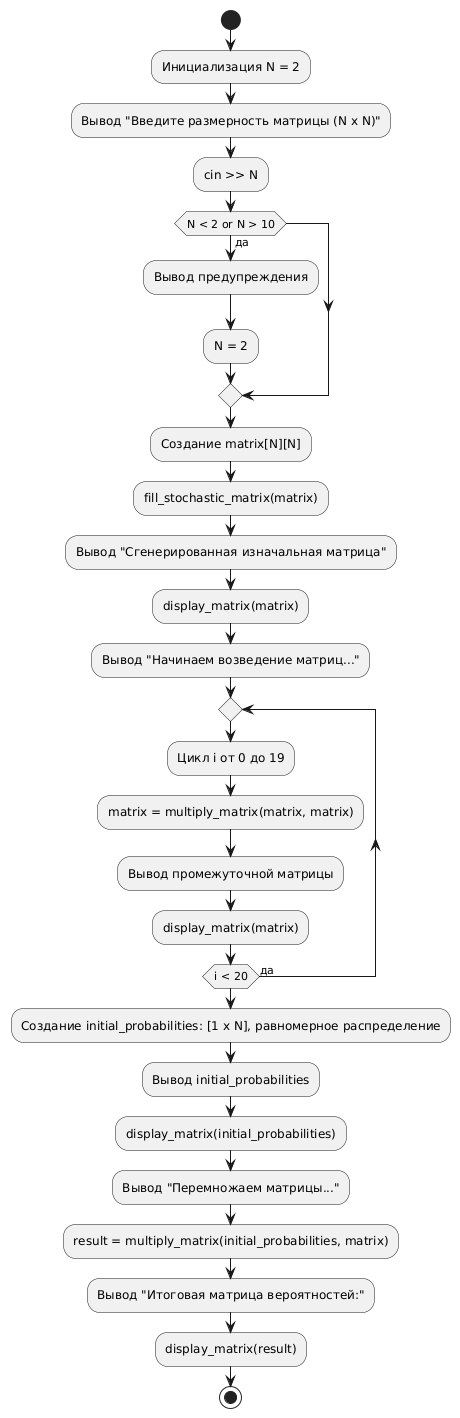 Инициализация N = 2
Вывод "Введите размерность матрицы (N x N)"
cin >> N
N < 2 or N > 10
да
Вывод предупреждения
N = 2
Создание matrix[N][N]
fill_stochastic_matrix(matrix)
Вывод "Сгенерированная изначальная матрица"
display_matrix(matrix)
Вывод "Начинаем возведение матриц..."
Цикл i от 0 до 19
matrix = multiply_matrix(matrix, matrix)
Вывод промежуточной матрицы
display_matrix(matrix)
i < 20
да
Создание initial_probabilities: [1 x N], равномерное распределение
Вывод initial_probabilities
display_matrix(initial_probabilities)
Вывод "Перемножаем матрицы..."
result = multiply_matrix(initial_probabilities, matrix)
Вывод "Итоговая матрица вероятностей:"
display_matrix(result)